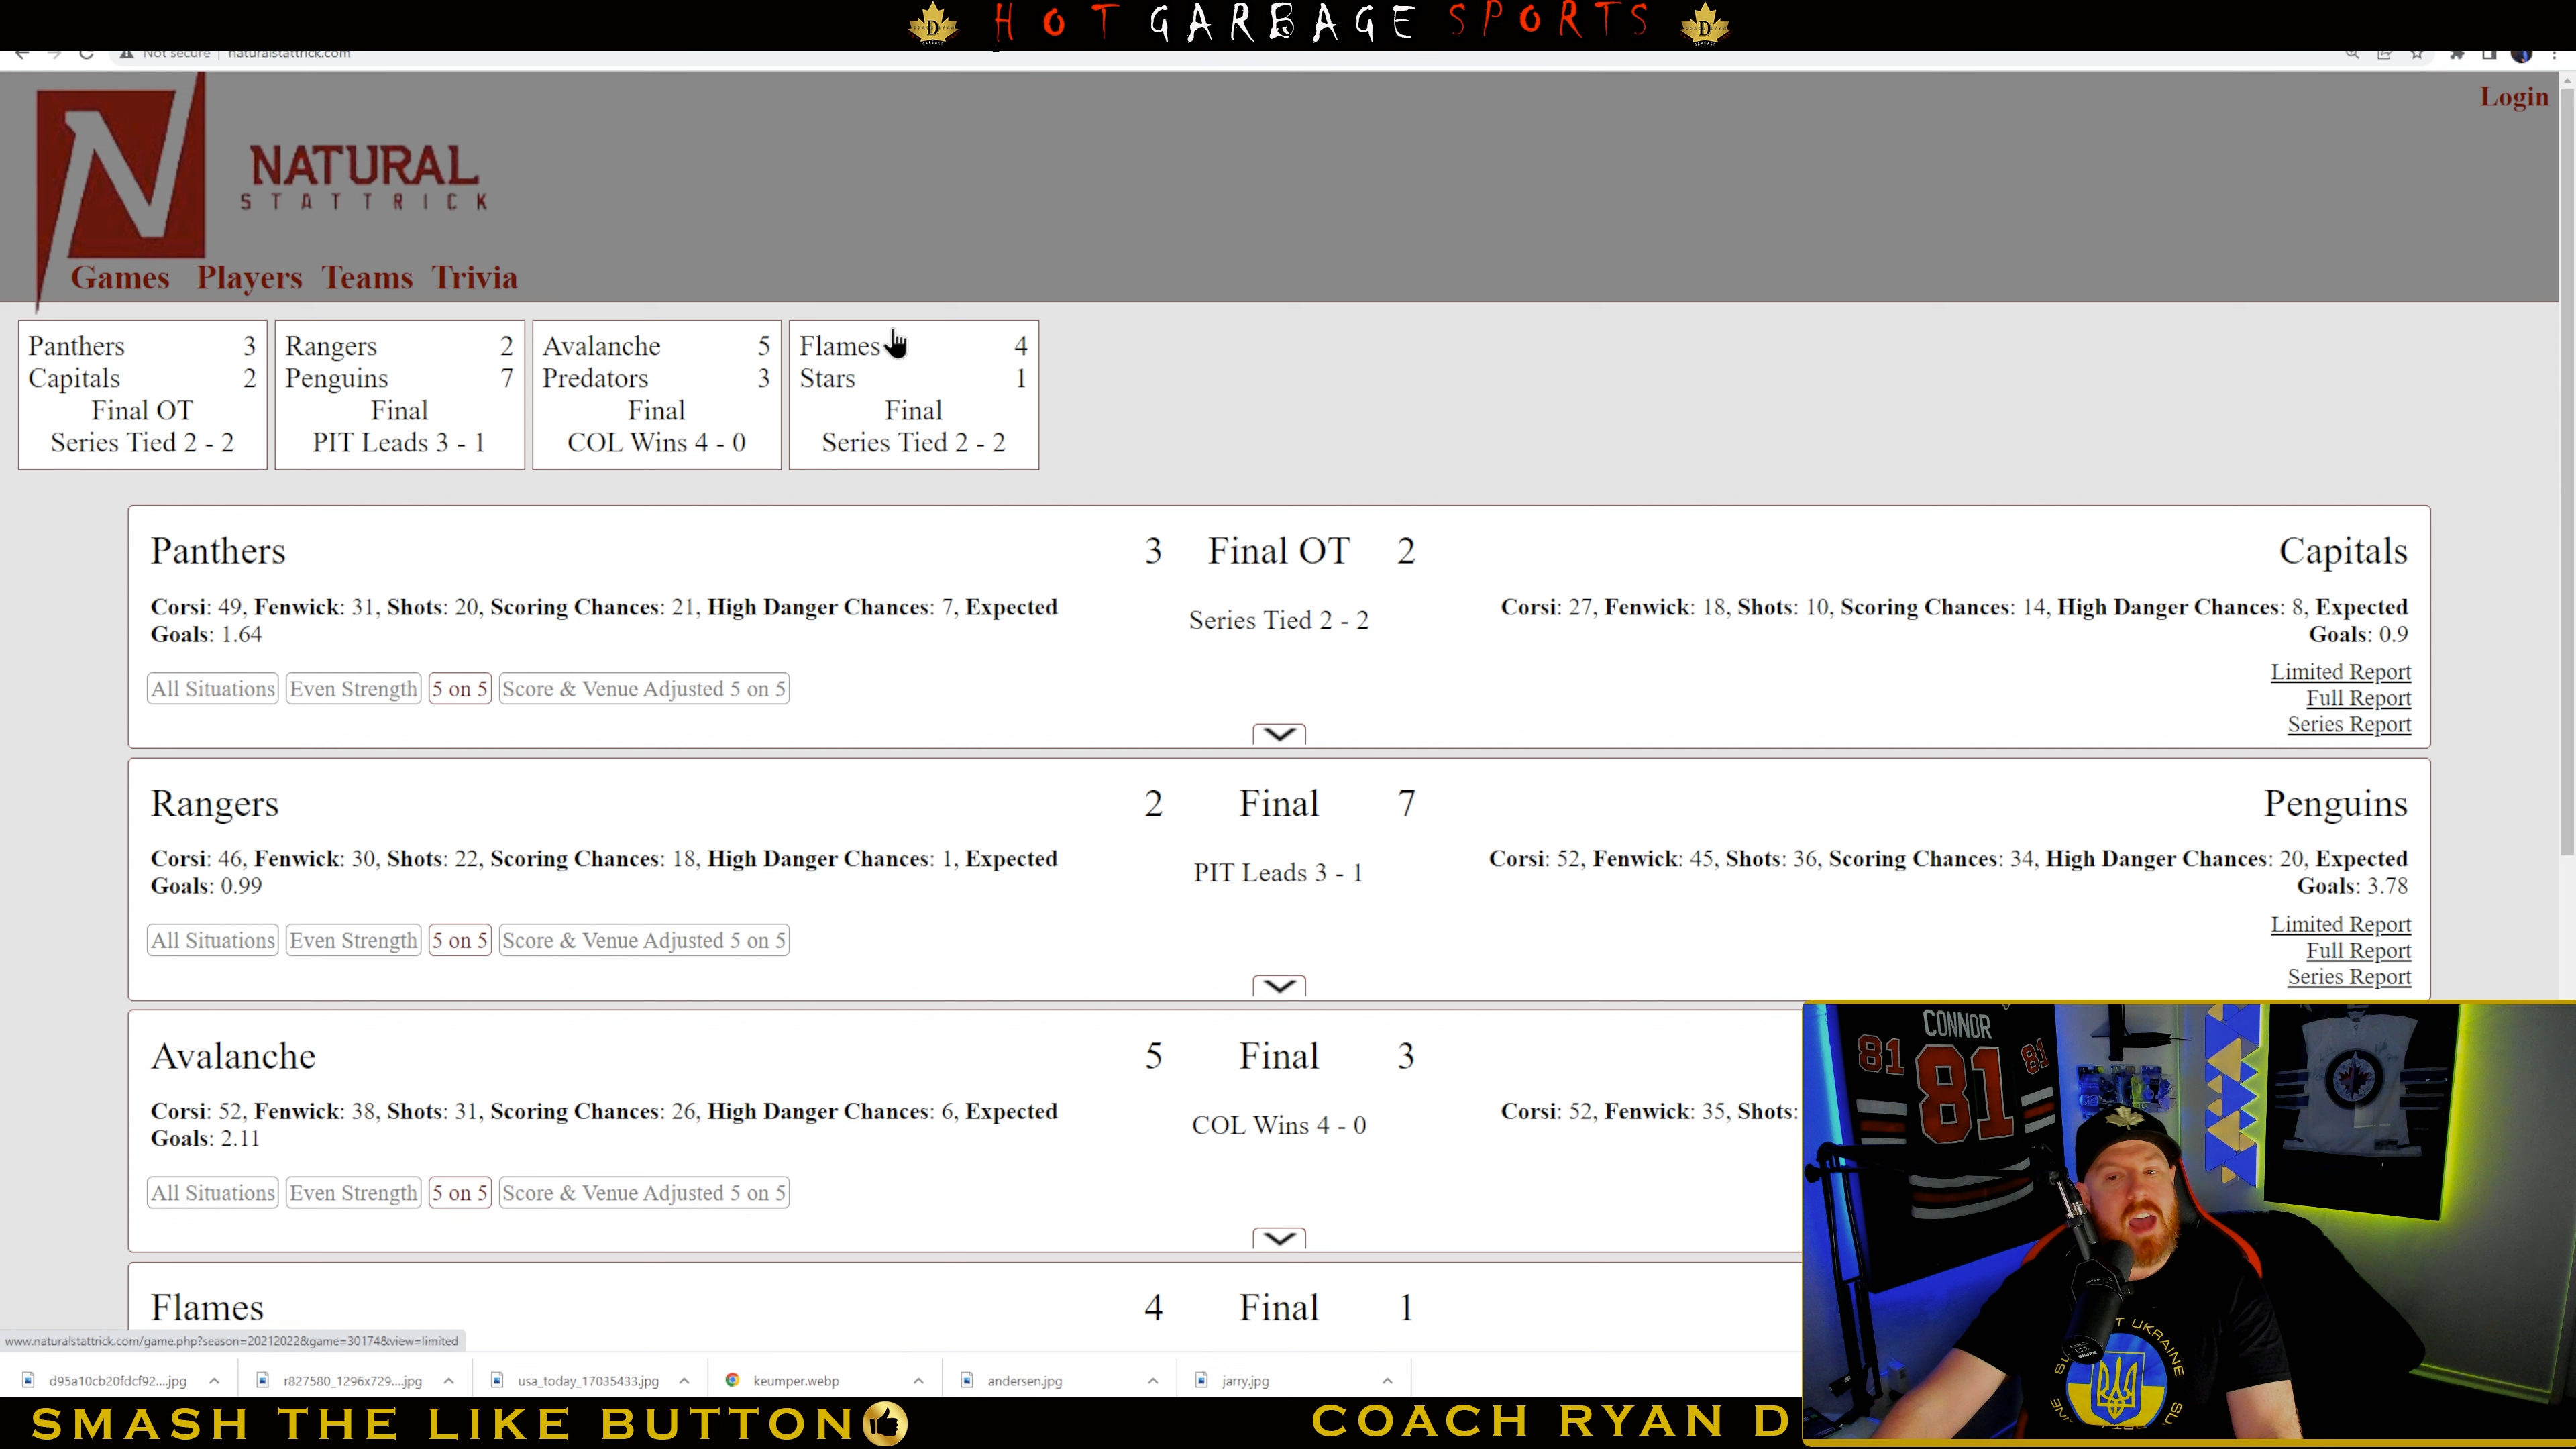 HOT GARBAGE SPORTS
Not secure | naturalstattrick.com
Login
NATURAL
STATTRICK
Games Players Teams Trivia
Panthers 3
Capitals 2
Final OT
Series Tied 2 - 2
Rangers 2
Penguins 7
Final
PIT Leads 3 - 1
Avalanche 5
Predators 3
Final
COL Wins 4 - 0
Flames 4
Stars 1
Final
Series Tied 2 - 2
Panthers 3 Final OT 2 Capitals
Corsi: 49, Fenwick: 31, Shots: 20, Scoring Chances: 21, High Danger Chances: 7, Expected
Goals: 1.64
Series Tied 2 - 2
Corsi: 27, Fenwick: 18, Shots: 10, Scoring Chances: 14, High Danger Chances: 8, Expected
Goals: 0.9
All Situations Even Strength 5 on 5 Score & Venue Adjusted 5 on 5
Limited Report
Full Report
Series Report
Rangers 2 Final 7 Penguins
Corsi: 46, Fenwick: 30, Shots: 22, Scoring Chances: 18, High Danger Chances: 1, Expected
Goals: 0.99
PIT Leads 3 - 1
Corsi: 52, Fenwick: 45, Shots: 36, Scoring Chances: 34, High Danger Chances: 20, Expected
Goals: 3.78
All Situations Even Strength 5 on 5 Score & Venue Adjusted 5 on 5
Limited Report
Full Report
Series Report
Avalanche 5 Final 3
Corsi: 52, Fenwick: 38, Shots: 31, Scoring Chances: 26, High Danger Chances: 6, Expected
Goals: 2.11
COL Wins 4 - 0
Corsi: 52, Fenwick: 35, Shots:
All Situations Even Strength 5 on 5 Score & Venue Adjusted 5 on 5
Flames 4 Final 1
www.naturalstattrick.com/game.php?season=20212022&game=30174&view=limited
d95a10cb20fdcf92....jpg
r827580_1296x729....jpg
usa_today_17035433.jpg
keumper.webp
andersen.jpg
jarry.jpg
CONNOR
81 81 81
T UKRAINE
SMASH THE LIKE BUTTON
COACH RYAN D